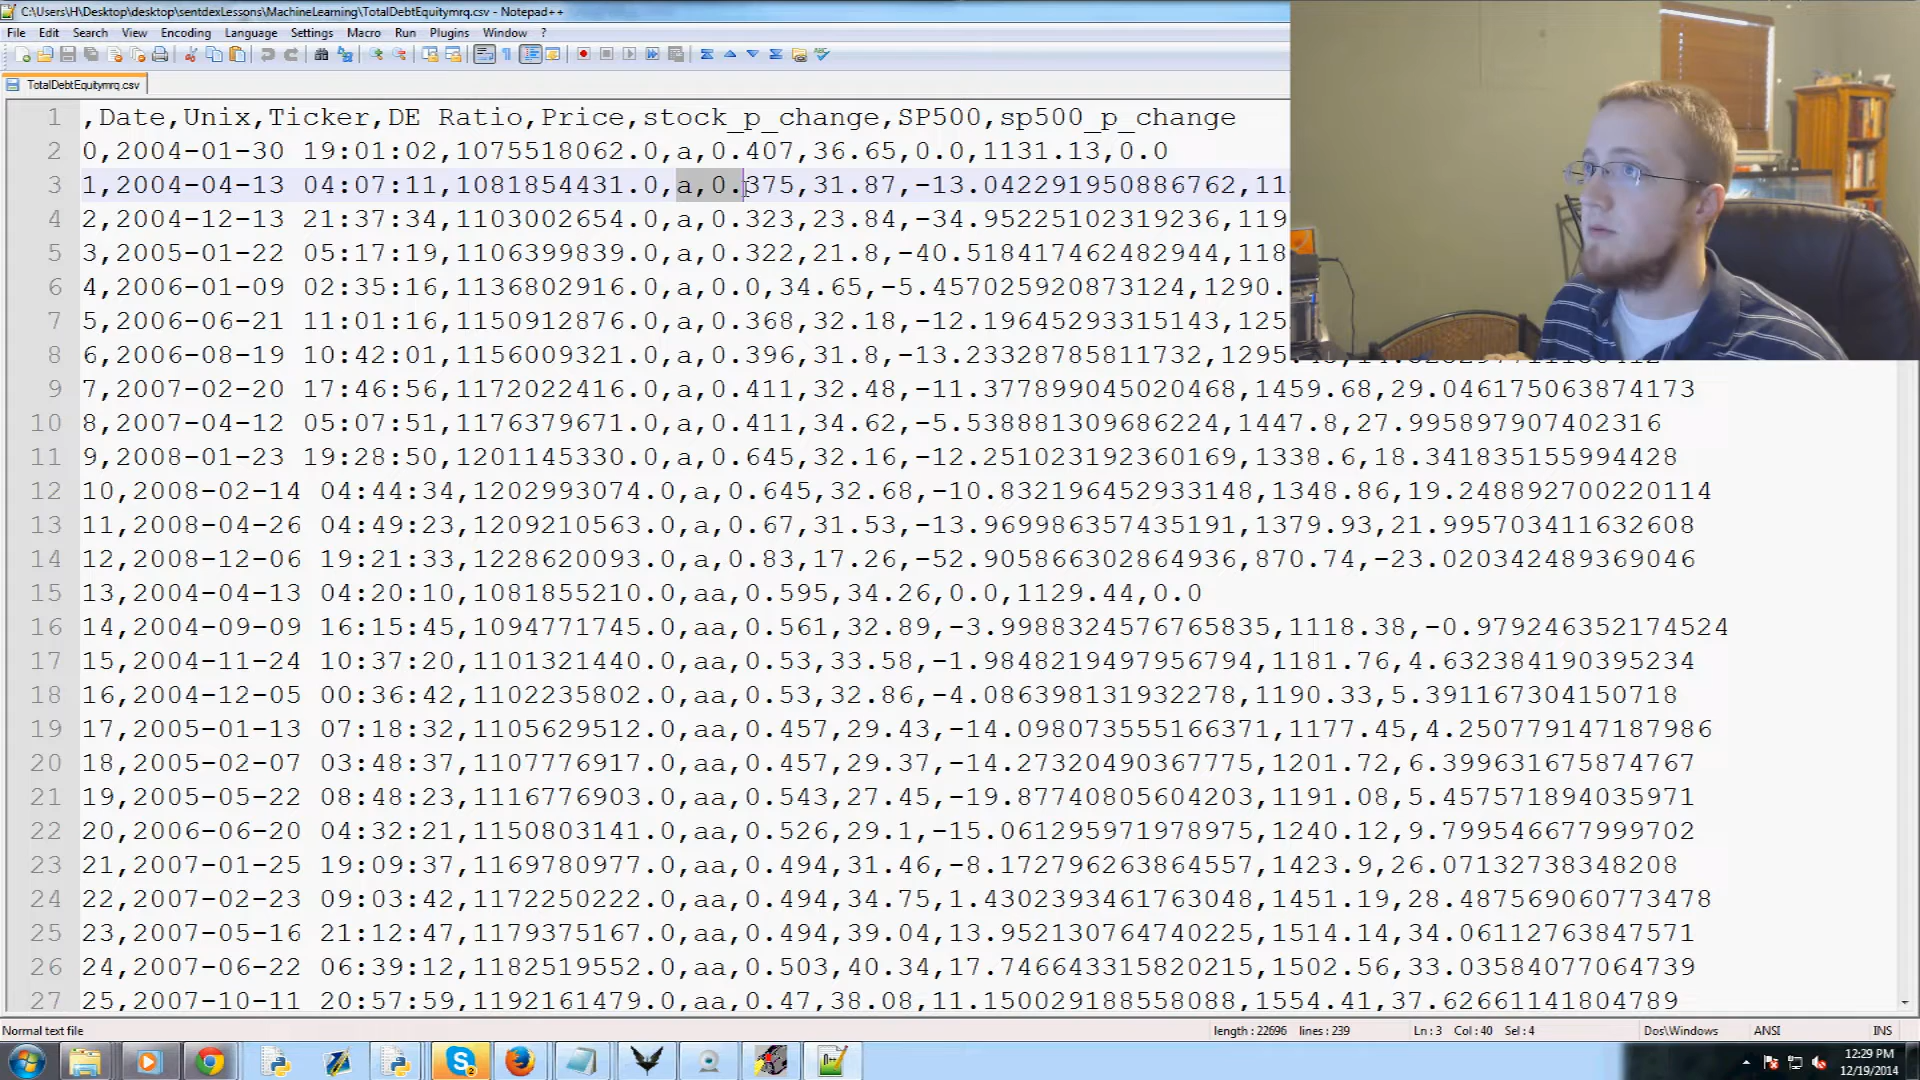 C:\Users\H\Desktop\desktop\sentdexLessons\MachineLearning\TotalDebtEquitymrq.csv - Notepad++
File Edit Search View Encoding Language Settings Macro Run Plugins Window ?
TotalDebtEquitymrq.csv
1 ,Date,Unix,Ticker,DE Ratio,Price,stock_p_change,SP500,sp500_p_change
2 0,2004-01-30 19:01:02,1075518062.0,a,0.407,36.65,0.0,1131.13,0.0
3 1,2004-04-13 04:07:11,1081854431.0,a,0.375,31.87,-13.042291950886762,11
4 2,2004-12-13 21:37:34,1103002654.0,a,0.323,23.84,-34.95225102319236,119
5 3,2005-01-22 05:17:19,1106399839.0,a,0.322,21.8,-40.518417462482944,118
6 4,2006-01-09 02:35:16,1136802916.0,a,0.0,34.65,-5.457025920873124,1290.
7 5,2006-06-21 11:01:16,1150912876.0,a,0.368,32.18,-12.19645293315143,125
8 6,2006-08-19 10:42:01,1156009321.0,a,0.396,31.8,-13.23328785811732,1295.
9 7,2007-02-20 17:46:56,1172022416.0,a,0.411,32.48,-11.377899045020468,1459.68,29.046175063874173
10 8,2007-04-12 05:07:51,1176379671.0,a,0.411,34.62,-5.538881309686224,1447.8,27.995897907402316
11 9,2008-01-23 19:28:50,1201145330.0,a,0.645,32.16,-12.251023192360169,1338.6,18.341835155994428
12 10,2008-02-14 04:44:34,1202993074.0,a,0.645,32.68,-10.832196452933148,1348.86,19.248892700220114
13 11,2008-04-26 04:49:23,1209210563.0,a,0.67,31.53,-13.969986357435191,1379.93,21.995703411632608
14 12,2008-12-06 19:21:33,1228620093.0,a,0.83,17.26,-52.905866302864936,870.74,-23.020342489369046
15 13,2004-04-13 04:20:10,1081855210.0,aa,0.595,34.26,0.0,1129.44,0.0
16 14,2004-09-09 16:15:45,1094771745.0,aa,0.561,32.89,-3.9988324576765835,1118.38,-0.979246352174524
17 15,2004-11-24 10:37:20,1101321440.0,aa,0.53,33.58,-1.9848219497956794,1181.76,4.632384190395234
18 16,2004-12-05 00:36:42,1102235802.0,aa,0.53,32.86,-4.086398131932278,1190.33,5.391167304150718
19 17,2005-01-13 07:18:32,1105629512.0,aa,0.457,29.43,-14.098073555166371,1177.45,4.250779147187986
20 18,2005-02-07 03:48:37,1107776917.0,aa,0.457,29.37,-14.27320490367775,1201.72,6.399631675874767
21 19,2005-05-22 08:48:23,1116776903.0,aa,0.543,27.45,-19.87740805604203,1191.08,5.457571894035971
22 20,2006-06-20 04:32:21,1150803141.0,aa,0.526,29.1,-15.061295971978975,1240.12,9.799546677999702
23 21,2007-01-25 19:09:37,1169780977.0,aa,0.494,31.46,-8.172796263864557,1423.9,26.07132738348208
24 22,2007-02-23 09:03:42,1172250222.0,aa,0.494,34.75,1.4302393461763048,1451.19,28.487569060773478
25 23,2007-05-16 21:12:47,1179375167.0,aa,0.494,39.04,13.952130764740225,1514.14,34.06112763847571
26 24,2007-06-22 06:39:12,1182519552.0,aa,0.503,40.34,17.746643315820215,1502.56,33.03584077064739
27 25,2007-10-11 20:57:59,1192161479.0,aa,0.47,38.08,11.150029188558088,1554.41,37.62661141804789
Normal text file length : 22696 lines : 239 Ln : 3 Col : 40 Sel : 4 Dos\Windows ANSI INS
12:29 PM
12/19/2014